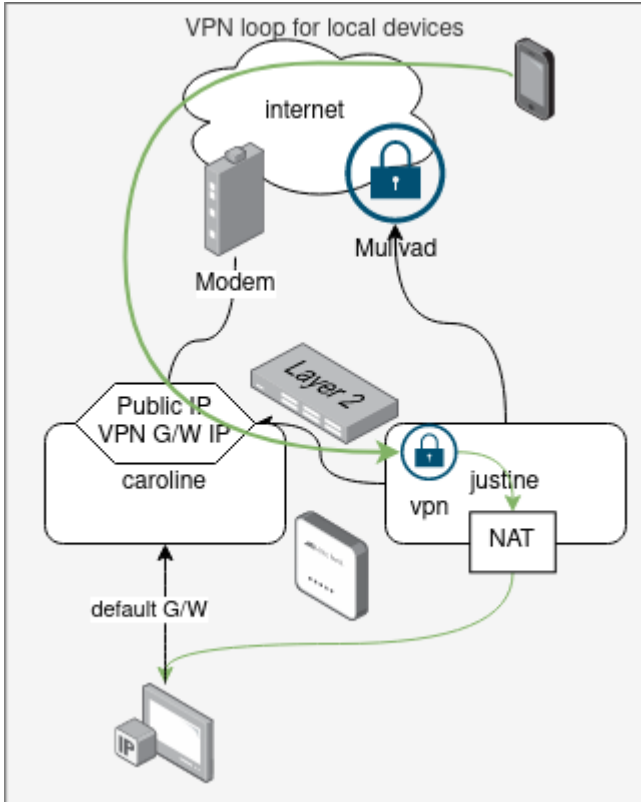 VPN loop for local devices
internet
Mullvad
Modem
Layer 2
Public IP
VPN G/W IP
caroline
justine
vpn
NAT
default G/W
IP